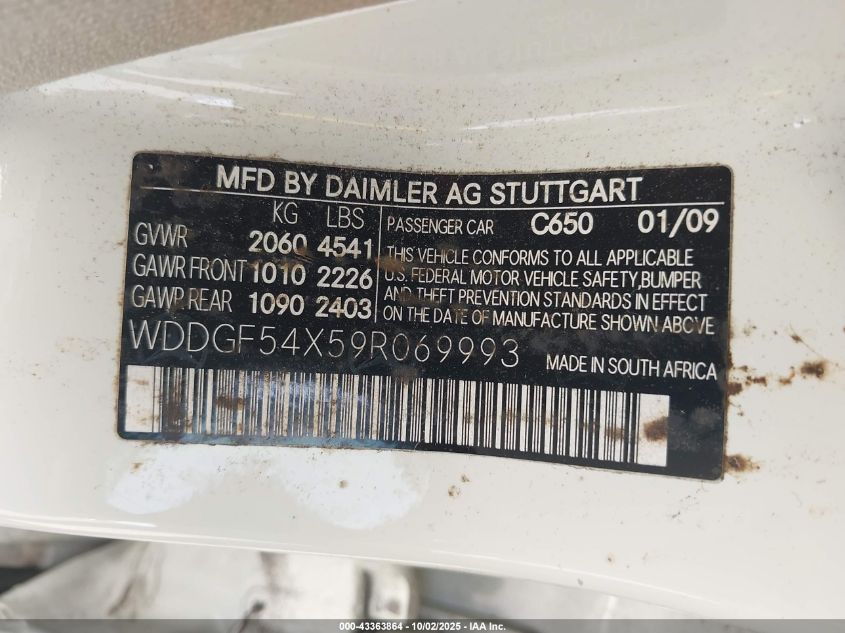 MFD BY DAIMLER AG STUTTGART
KG LBS
GVWR 2060 4541
GAWR FRONT 1010 2226
GAWR REAR 1090 2403
PASSENGER CAR C650 01/09
THIS VEHICLE CONFORMS TO ALL APPLICABLE
U.S. FEDERAL MOTOR VEHICLE SAFETY, BUMPER
AND THEFT PREVENTION STANDARDS IN EFFECT
ON THE DATE OF MANUFACTURE SHOWN ABOVE
WDDGF54X59R069993
MADE IN SOUTH AFRICA
000-43363864 - 10/02/2025 - IAA Inc.